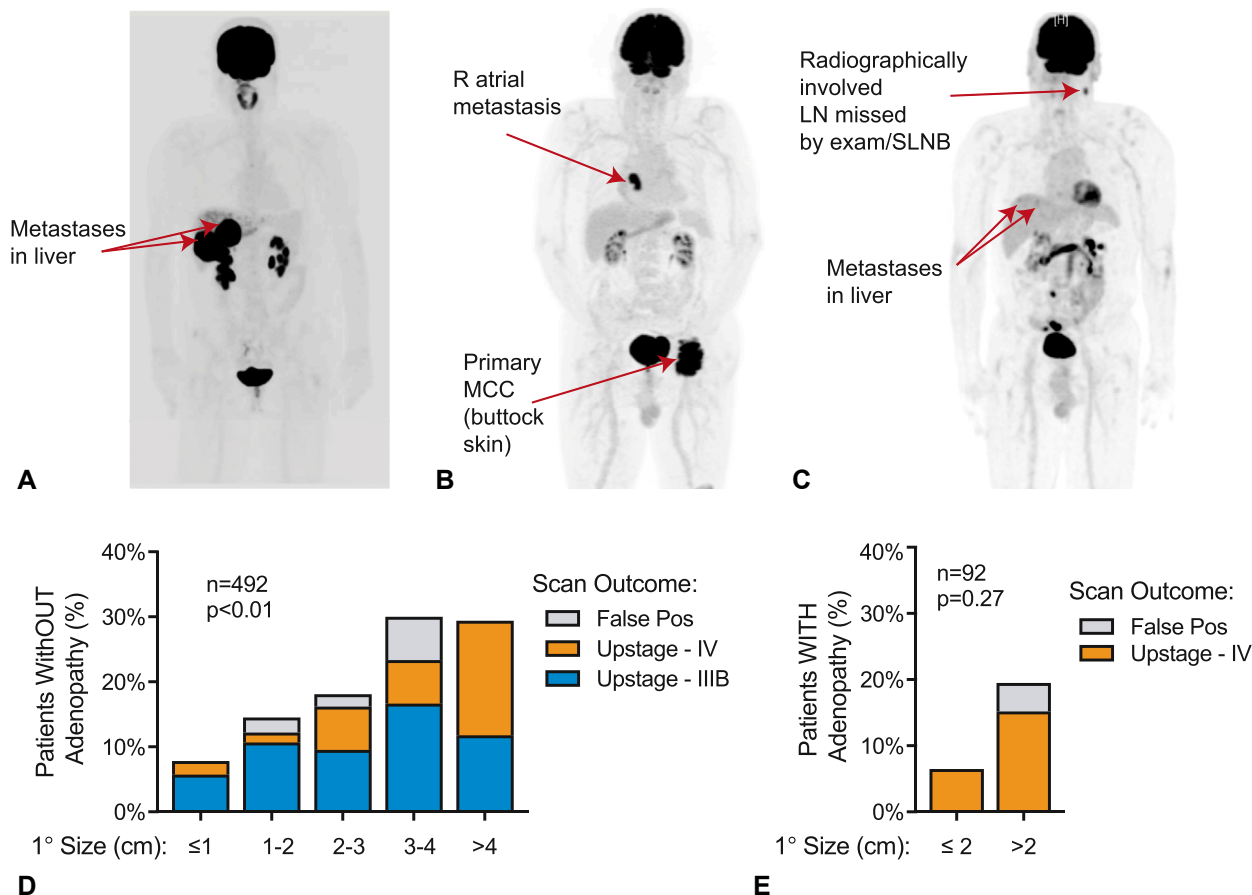 Metastases
in liver
A
R atrial
metastasis
Primary
MCC
(buttock
skin)
B
[H]
Radiographically
involved
LN missed
by exam/SLNB
Metastases
in liver
C
Patients WithOUT
Adenopathy (%)
40%
30%
20%
10%
0%
n=492
p<0.01
Scan Outcome:
False Pos
Upstage - IV
Upstage - IIIB
1° Size (cm): ≤1 1-2 2-3 3-4 >4
D
Patients WITH
Adenopathy (%)
40%
30%
20%
10%
0%
n=92
p=0.27
Scan Outcome:
False Pos
Upstage - IV
1° Size (cm): ≤ 2 >2
E